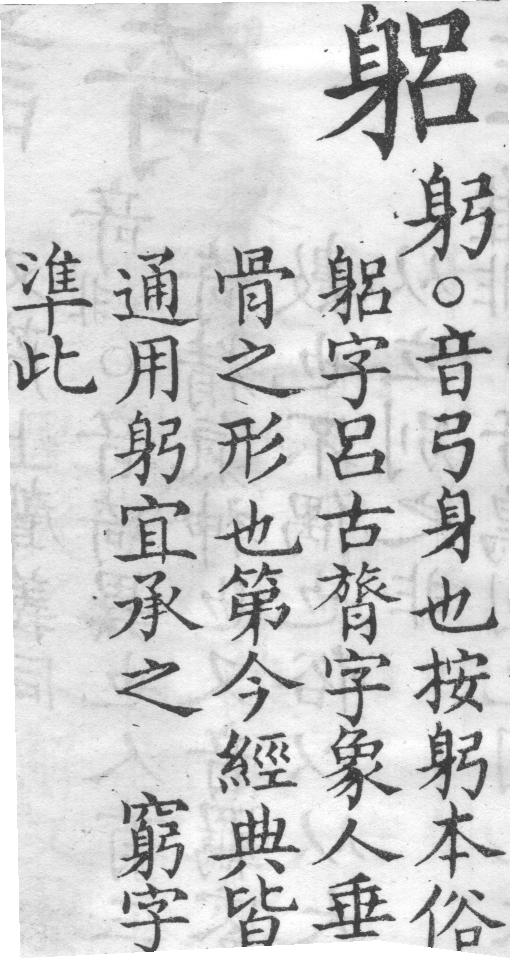 躳
躬。音弓身也按躬本俗
躳字呂古膂字象人垂
骨之形也第今經典皆
通用躬宜承之　窮字
準此